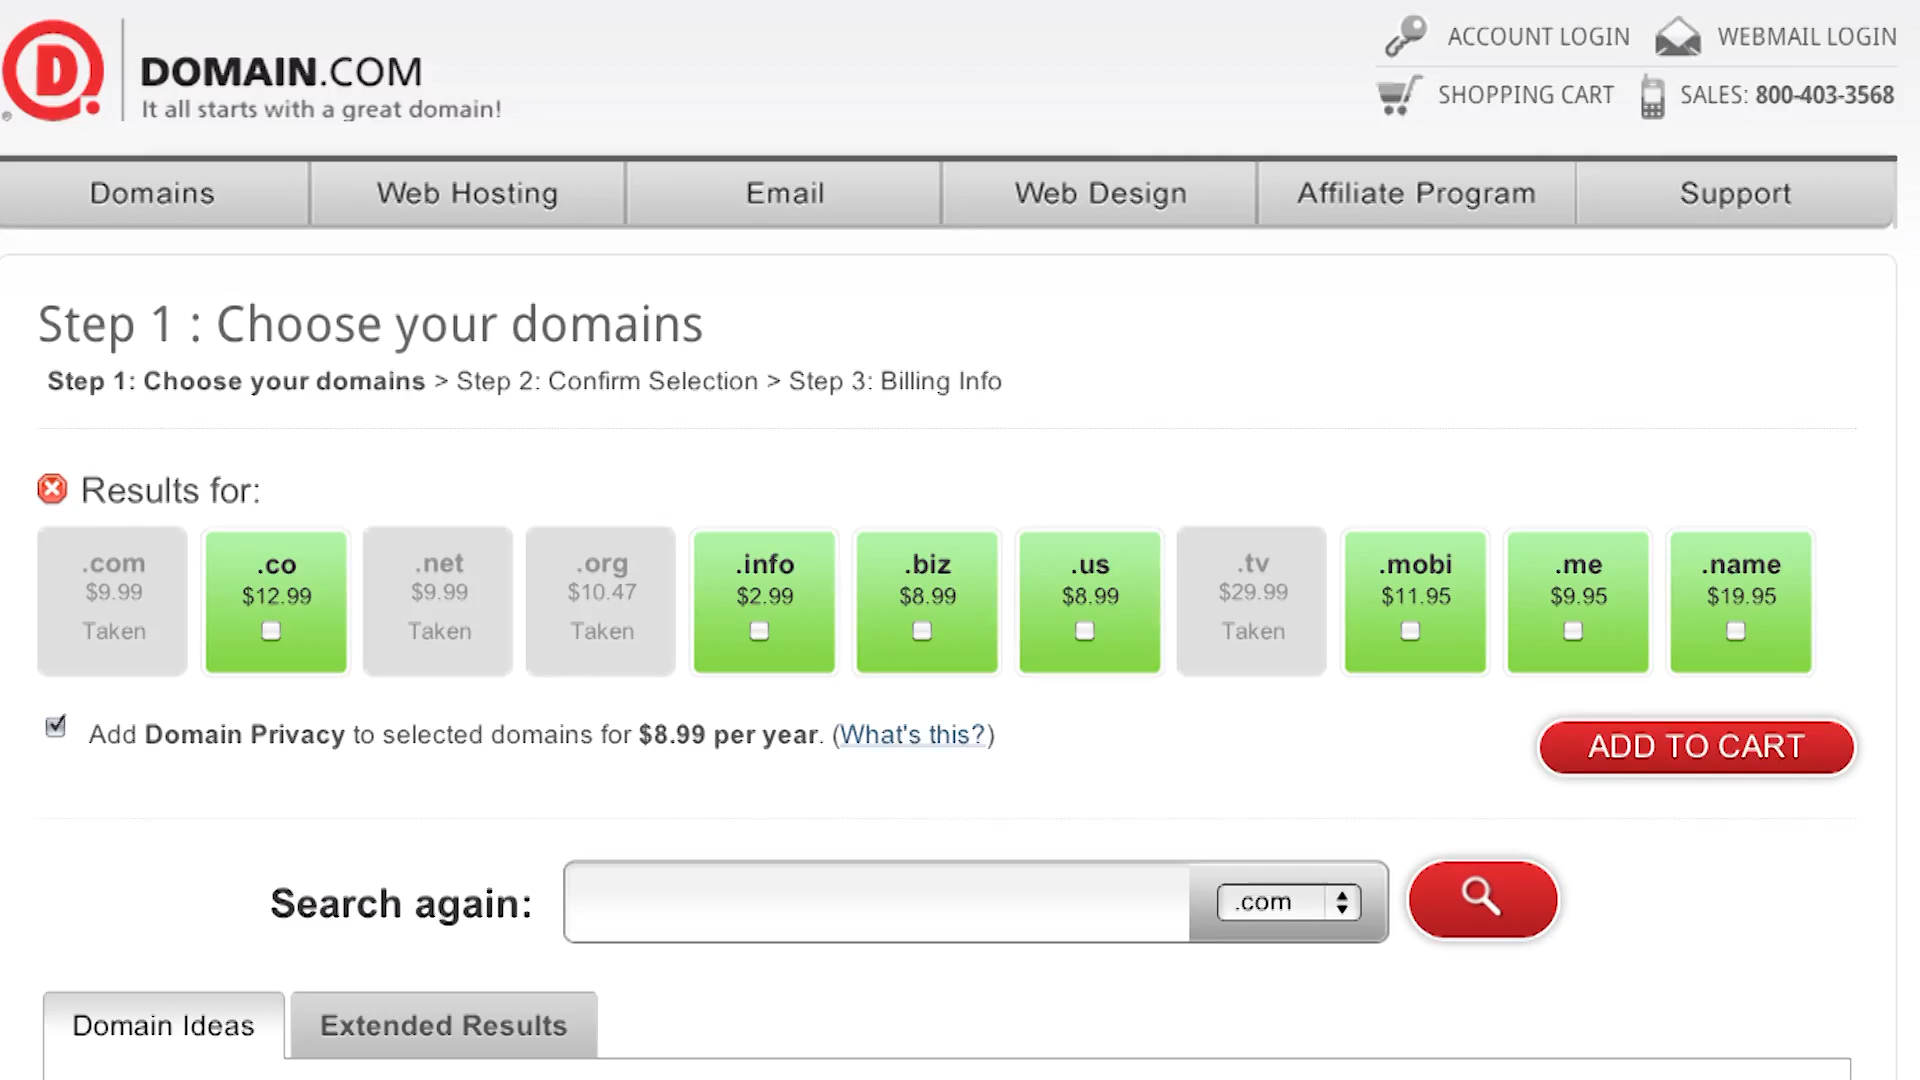 ACCOUNT LOGIN WEBMAIL LOGIN
D DOMAIN.COM
®
It all starts with a great domain!
SHOPPING CART SALES: 800-403-3568
Domains Web Hosting Email Web Design Affiliate Program Support
Step 1 : Choose your domains
Step 1: Choose your domains > Step 2: Confirm Selection > Step 3: Billing Info
Results for:
.com .co .net .org .info .biz .us .tv .mobi .me .name
$9.99 $12.99 $9.99 $10.47 $2.99 $8.99 $8.99 $29.99 $11.95 $9.95 $19.95
Taken Taken Taken Taken
Add Domain Privacy to selected domains for $8.99 per year. (What's this?)
ADD TO CART
Search again: .com
Domain Ideas Extended Results